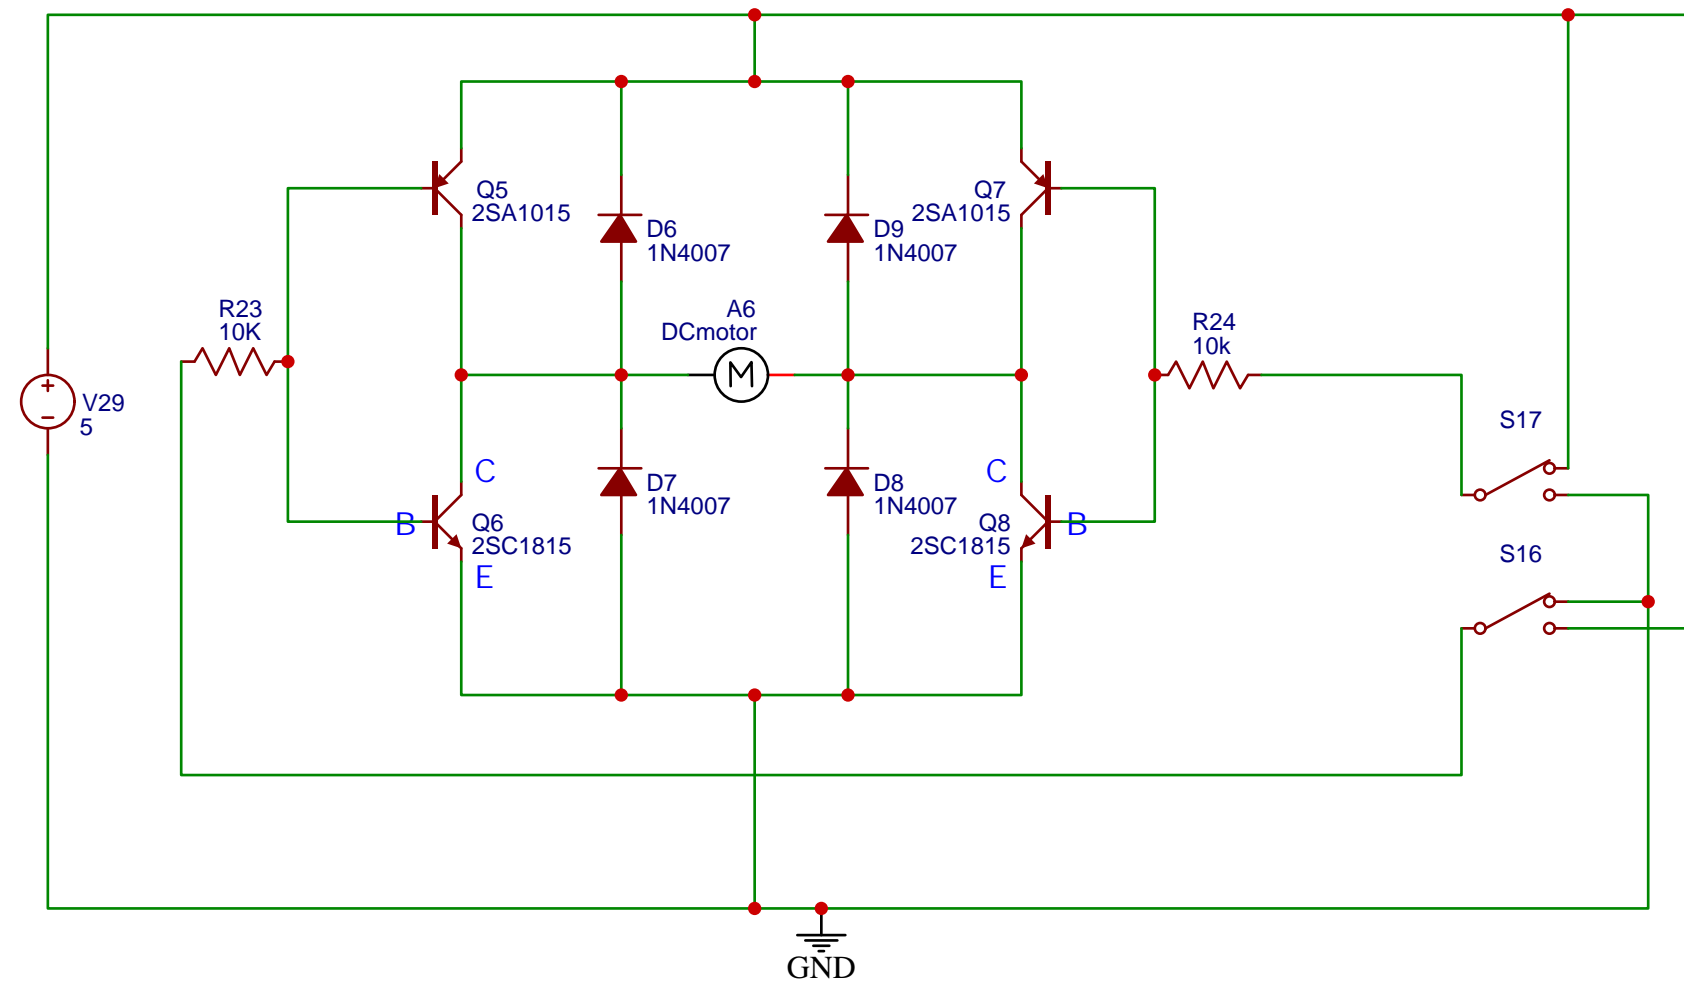 Q5
2SA1015
Q7
2SA1015
D6
1N4007
D9
1N4007
R23
10K
A6
DCmotor
M
R24
10k
+
−
V29
5
S17
C
C
D7
1N4007
D8
1N4007
B
Q6
2SC1815
Q8
2SC1815
B
E
E
S16
GND